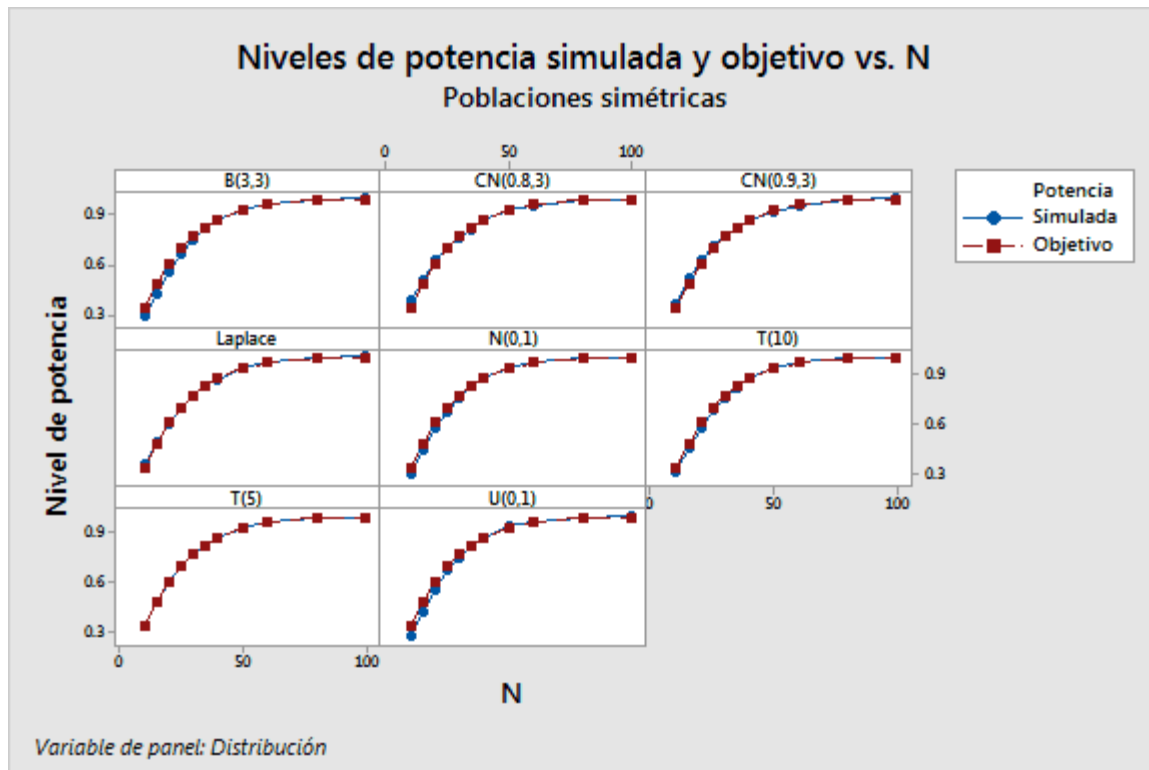 Niveles de potencia simulada y objetivo vs. N
Poblaciones simétricas
0 50 100
B(3,3) CN(0.8,3) CN(0.9,3)
Potencia
Simulada
Objetivo
0.9
0.6
0.3
Laplace N(0,1) T(10)
0.9
0.6
0.3
Nivel de potencia
0 50 100
T(5) U(0,1)
0.9
0.6
0.3
0 50 100
N
Variable de panel: Distribución